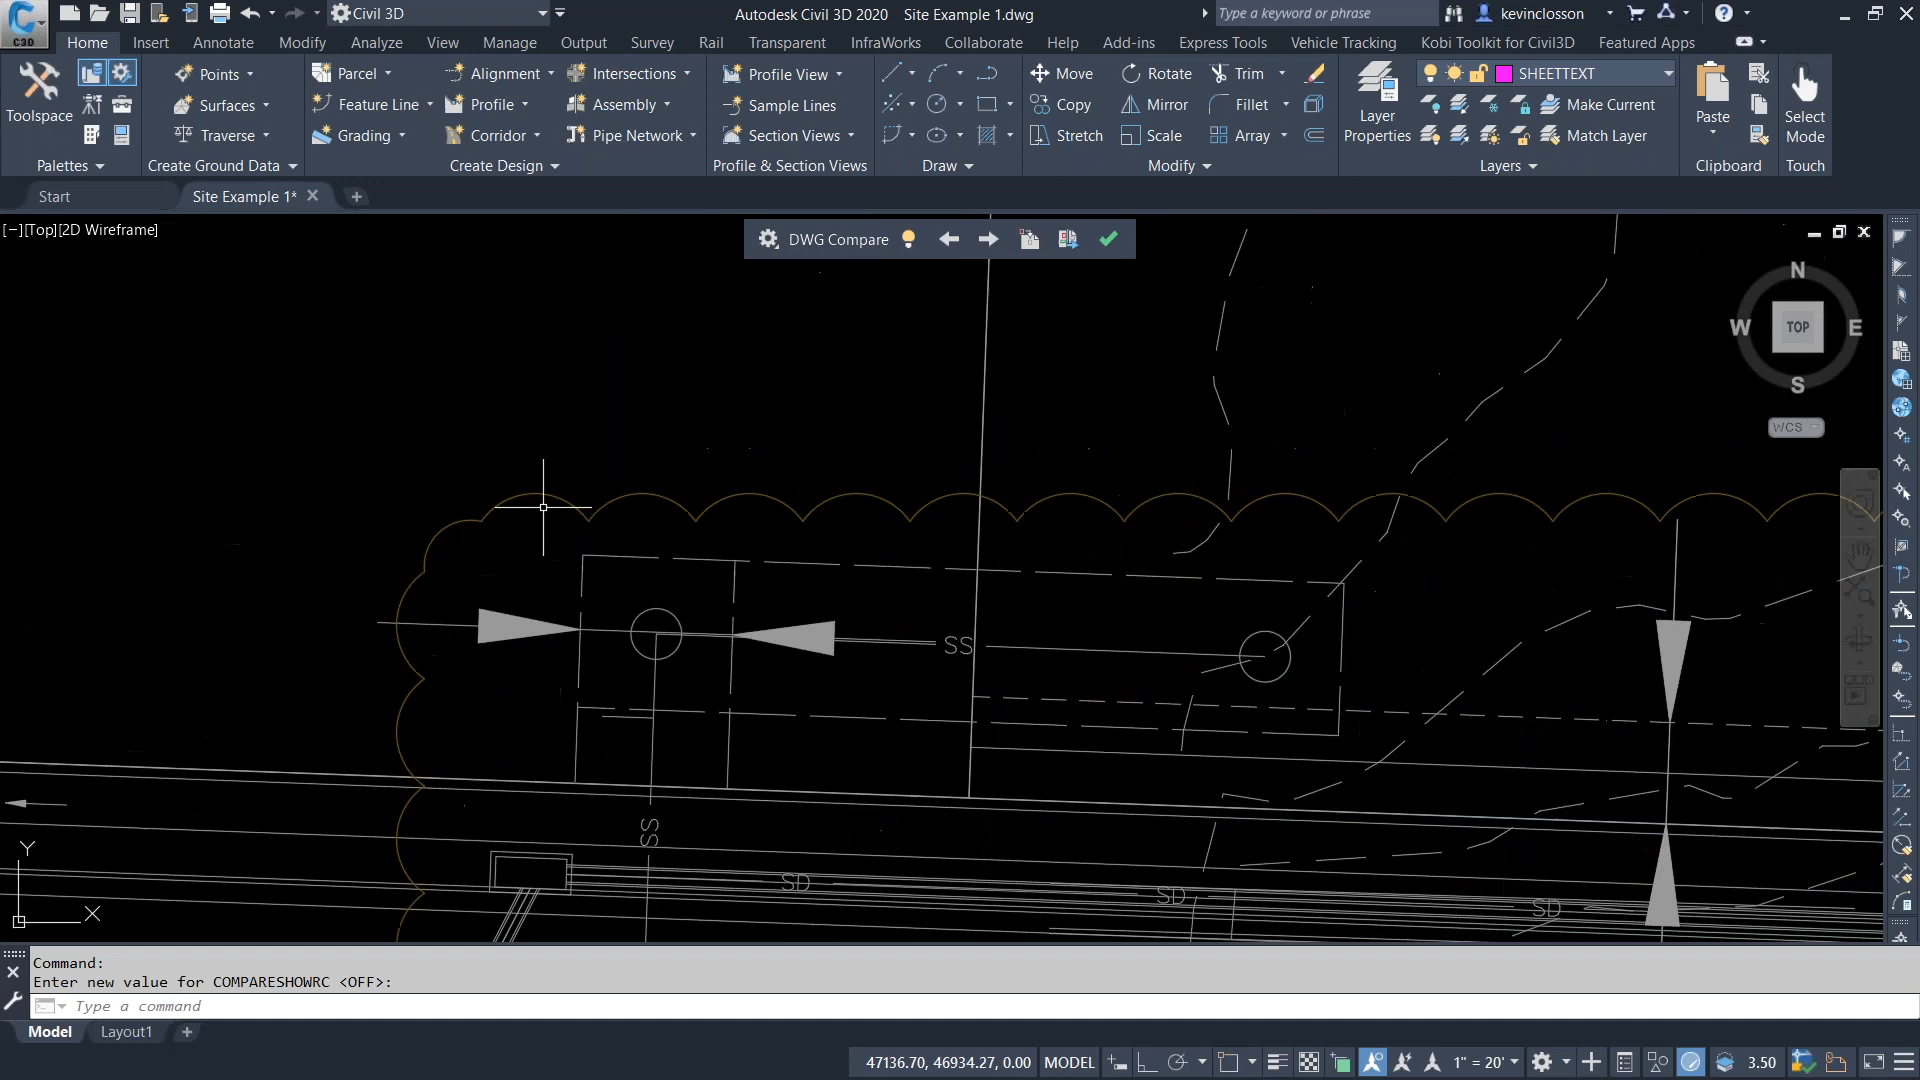 C3D
Civil 3D
Autodesk Civil 3D 2020 Site Example 1.dwg
Type a keyword or phrase
kevinclosson
Home Insert Annotate Modify Analyze View Manage Output Survey Rail Transparent InfraWorks Collaborate Help Add-ins Express Tools Vehicle Tracking Kobi Toolkit for Civil3D Featured Apps
Toolspace
Points
Surfaces
Traverse
Parcel
Feature Line
Grading
Alignment
Profile
Corridor
Intersections
Assembly
Pipe Network
Profile View
Sample Lines
Section Views
Move
Copy
Stretch
Rotate
Mirror
Scale
Trim
Fillet
Array
Layer
Properties
SHEETTEXT
Make Current
Match Layer
Paste
Select
Mode
Palettes
Create Ground Data
Create Design
Profile & Section Views
Draw
Modify
Layers
Clipboard
Touch
Start
Site Example 1*
[−][Top][2D Wireframe]
DWG Compare
N
W
TOP
E
S
WCS
SS
SS
SD
SD
SD
Y
X
Command:
Enter new value for COMPARESHOWRC <OFF>:
Type a command
Model
Layout1
47136.70, 46934.27, 0.00
MODEL
1" = 20'
3.50